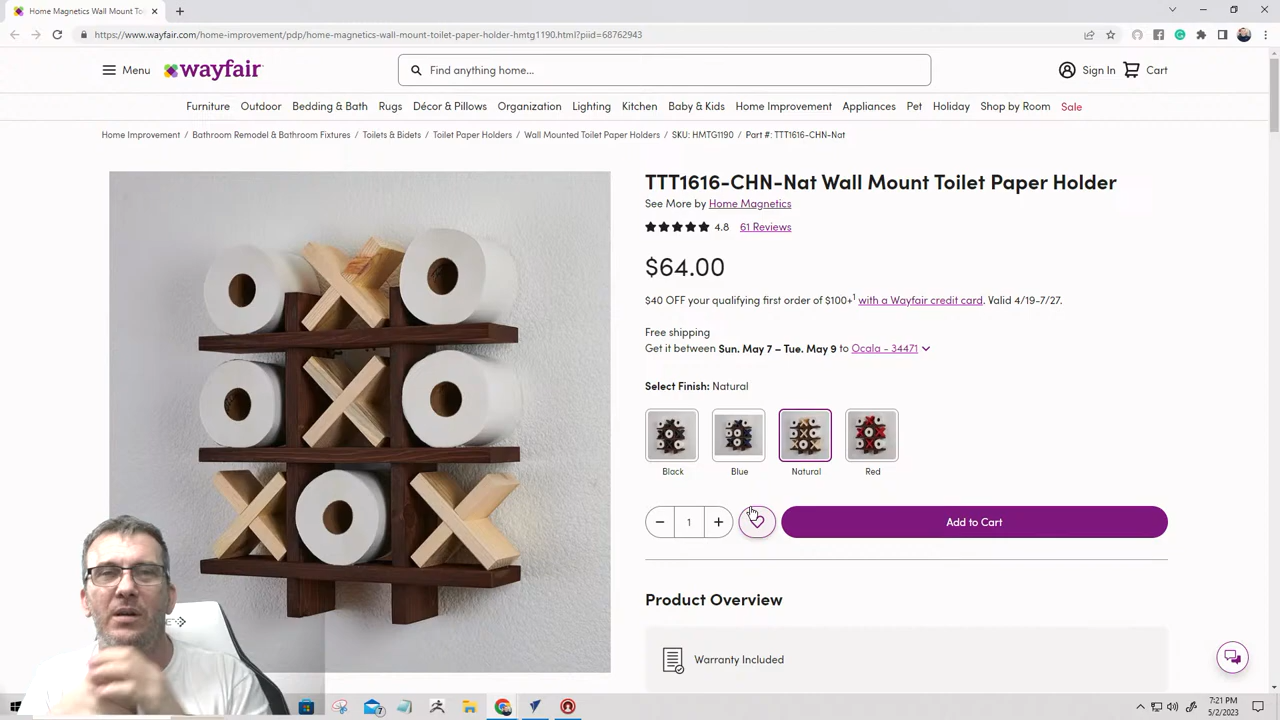 Home Magnetics Wall Mount Toi
https://www.wayfair.com/home-improvement/pdp/home-magnetics-wall-mount-toilet-paper-holder-hmtg1190.html?piid=68762943
Menu
wayfair
Find anything home...
Sign In
Cart
Furniture Outdoor Bedding & Bath Rugs Décor & Pillows Organization Lighting Kitchen Baby & Kids Home Improvement Appliances Pet Holiday Shop by Room Sale
Home Improvement / Bathroom Remodel & Bathroom Fixtures / Toilets & Bidets / Toilet Paper Holders / Wall Mounted Toilet Paper Holders / SKU: HMTG1190 / Part #: TTT1616-CHN-Nat
TTT1616-CHN-Nat Wall Mount Toilet Paper Holder
See More by Home Magnetics
4.8 61 Reviews
$64.00
$40 OFF your qualifying first order of $100+1 with a Wayfair credit card. Valid 4/19-7/27.
Free shipping
Get it between Sun. May 7 – Tue. May 9 to Ocala - 34471
Select Finish: Natural
Black Blue Natural Red
1
Add to Cart
Product Overview
Warranty Included
7:21 PM
5/2/2023